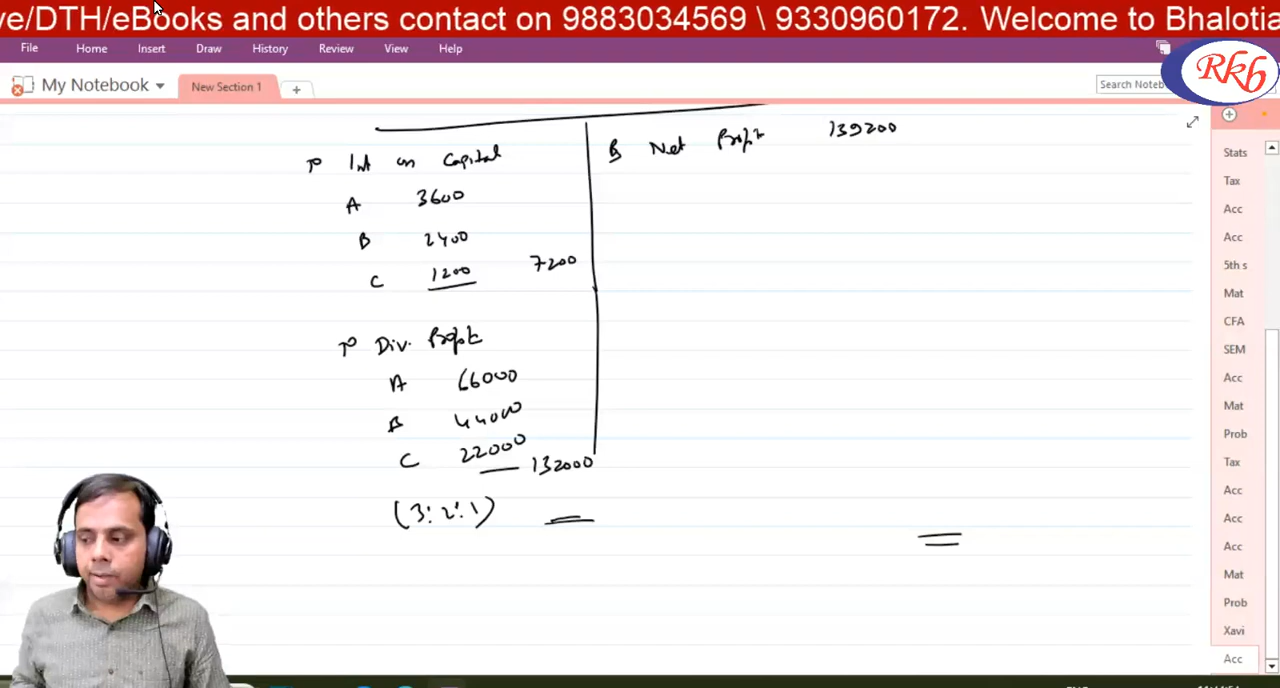 ve/DTH/eBooks and others contact on 9883034569 \ 9330960172. Welcome to Bhalotia
File Home Insert Draw History Review View Help
Rkb
My Notebook New Section 1 + Search Noteb
To Int on Capital
By Net Profit 139200
A 3600
B 2400
C 1200 7200
To Div. Profit
A 66000
B 44000
C 22000 132000
(3:2:1)
Stats
Tax
Acc
Acc
5th s
Mat
CFA
SEM
Acc
Mat
Prob
Tax
Acc
Acc
Acc
Mat
Prob
Xavi
Acc